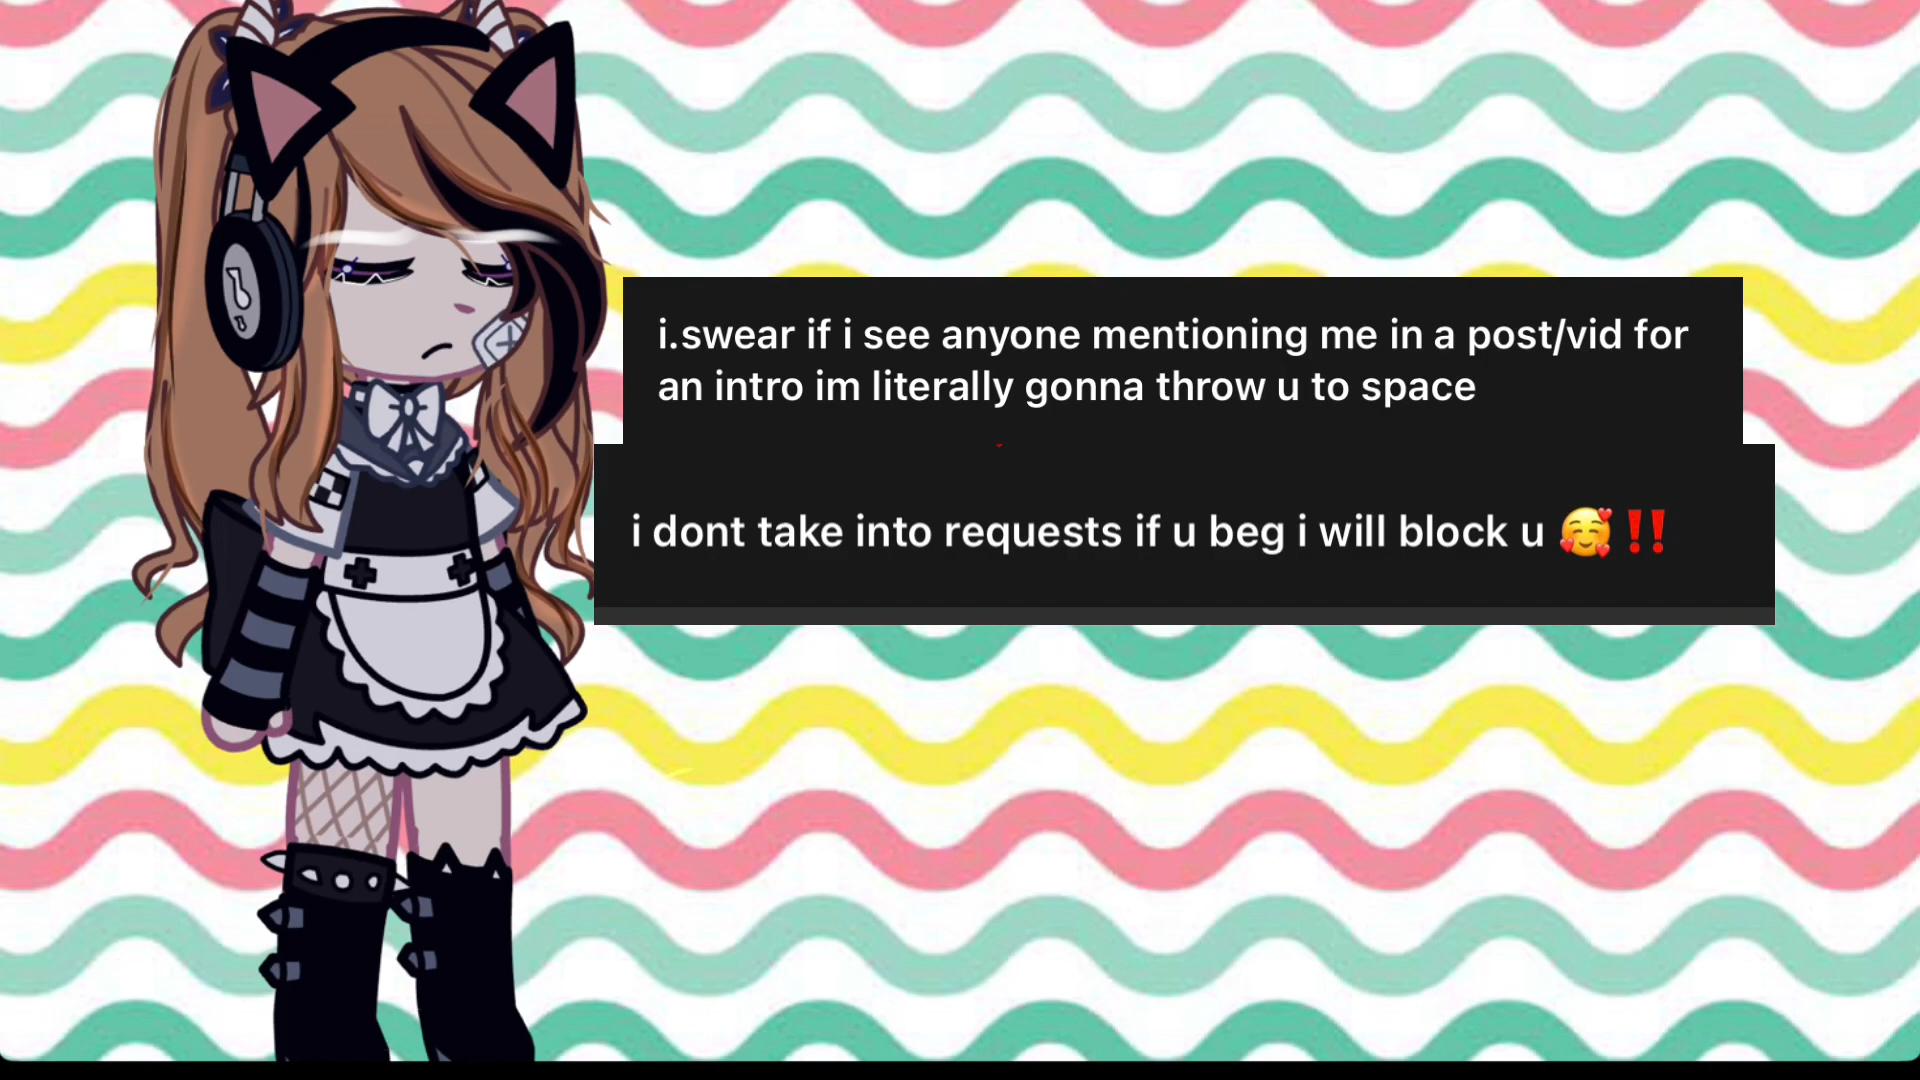 i.swear if i see anyone mentioning me in a post/vid for
an intro im literally gonna throw u to space
i dont take into requests if u beg i will block u 🥰‼️